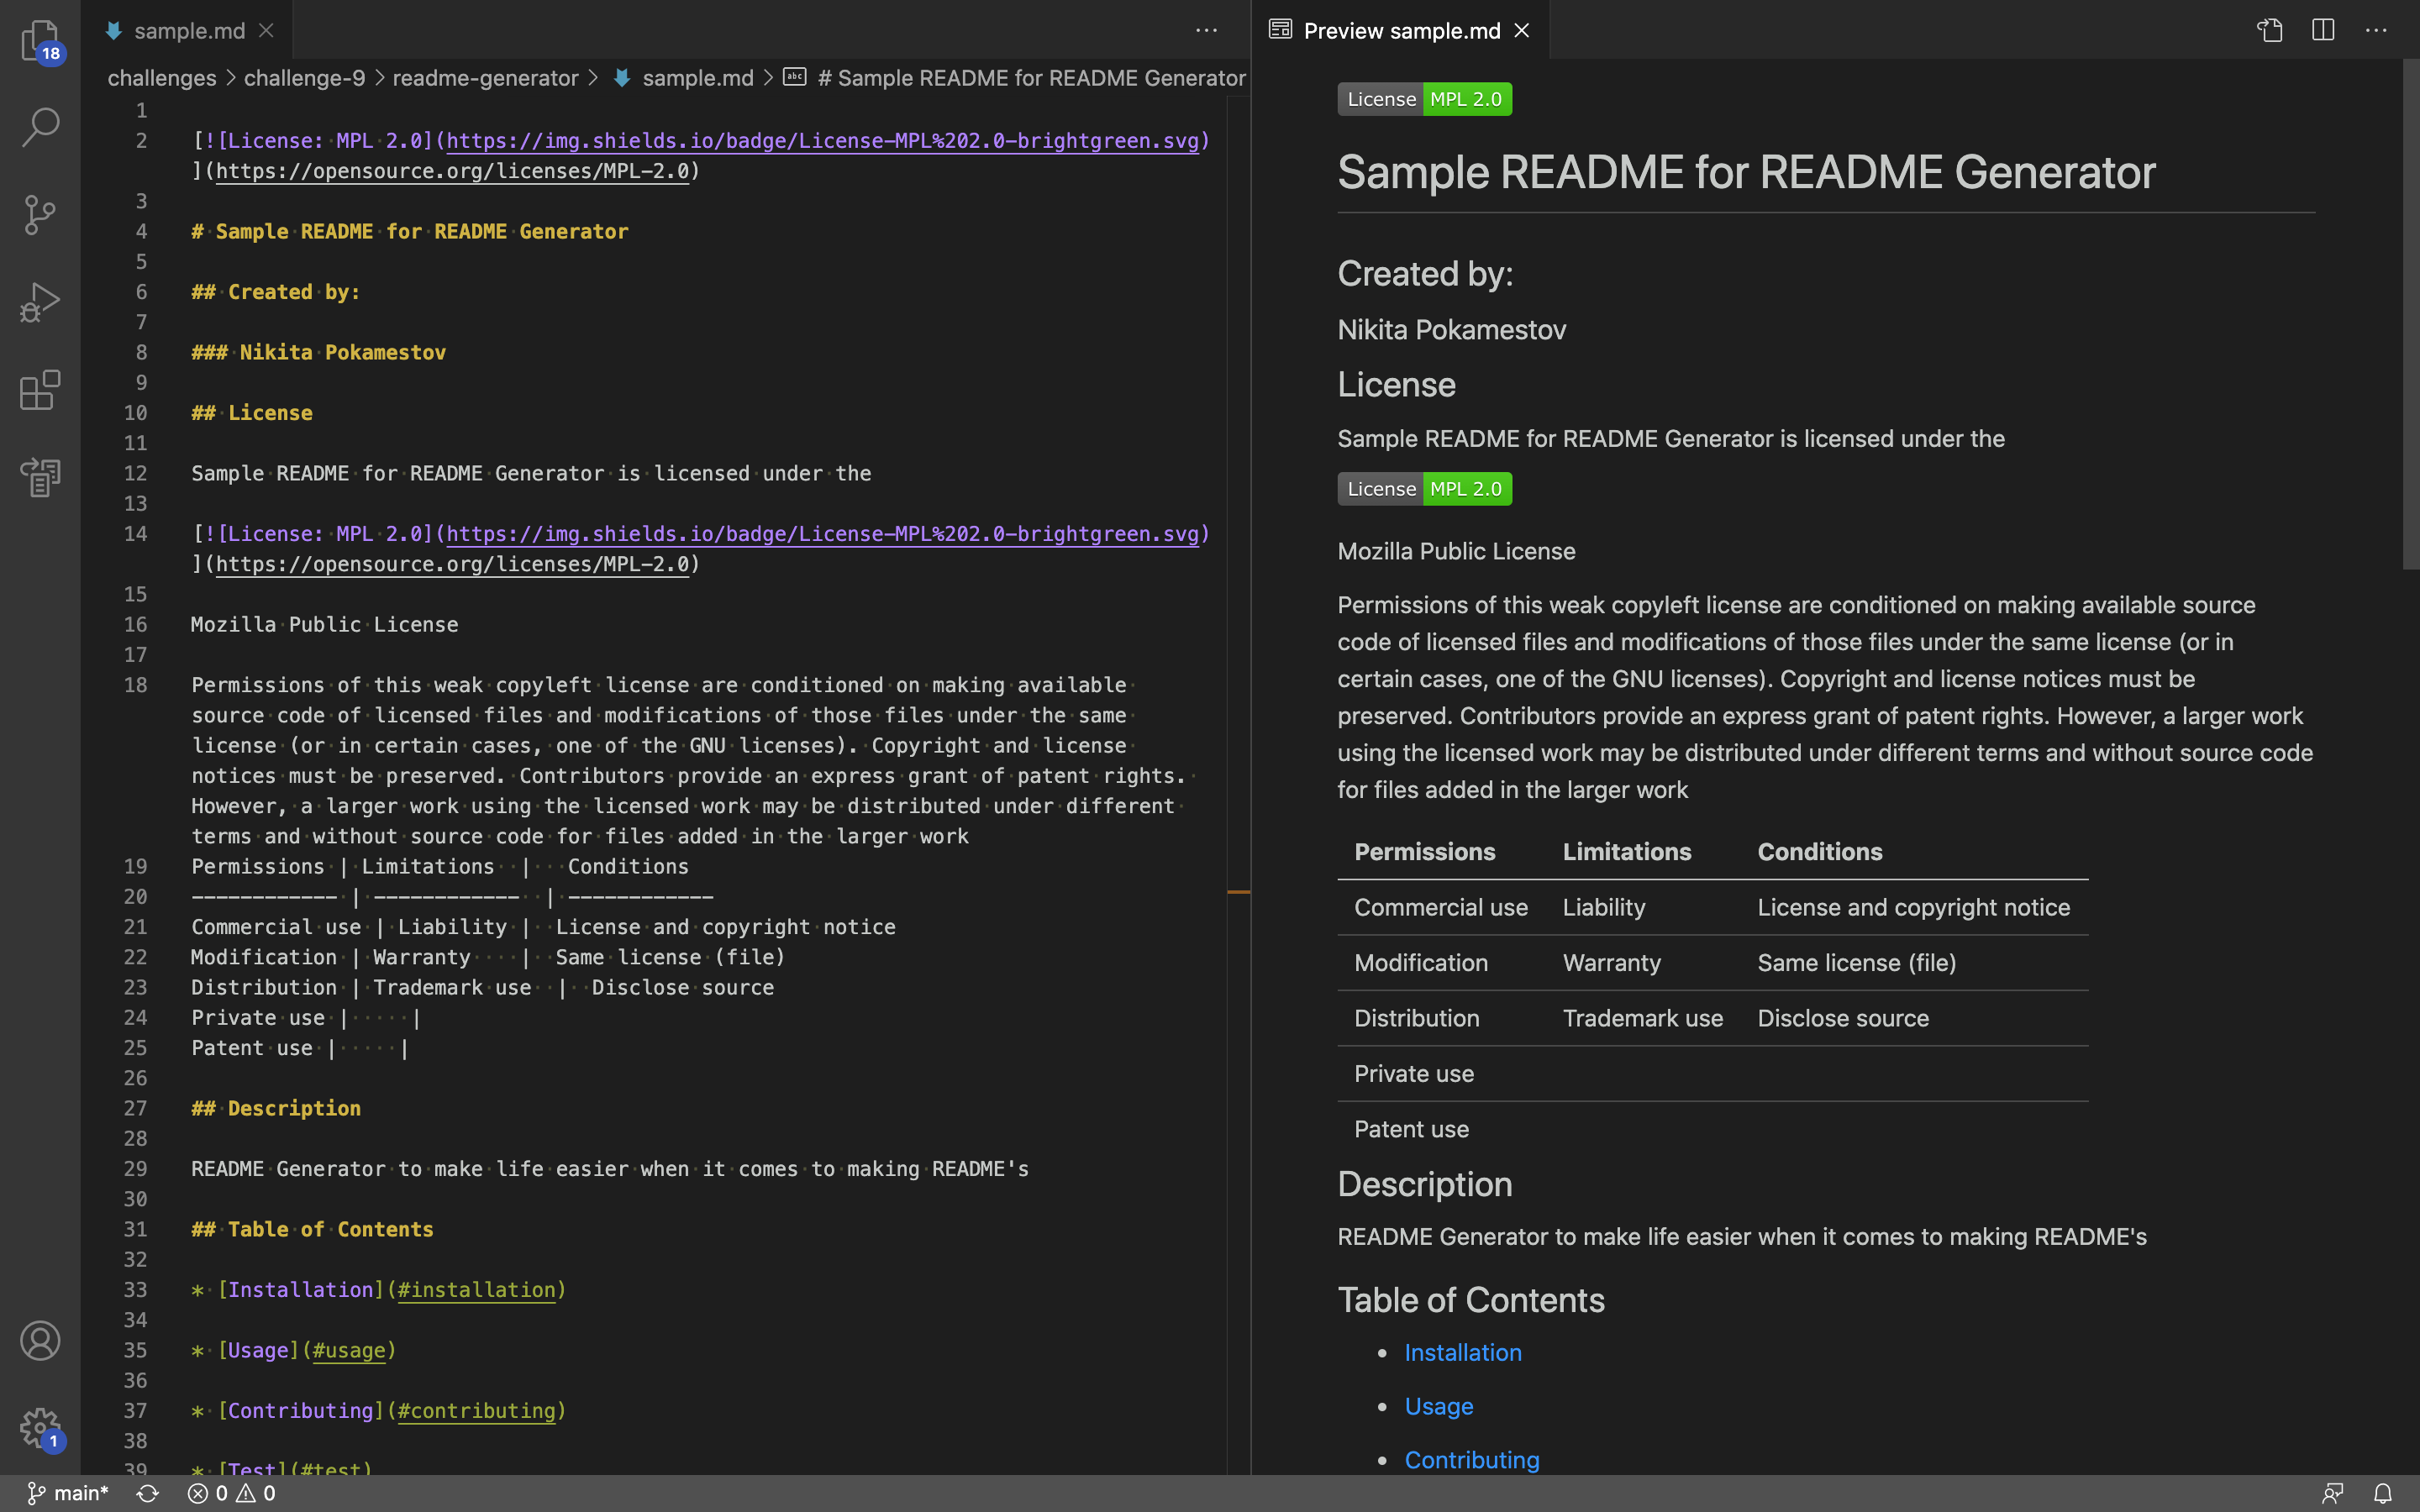 18
sample.md
challenges > challenge-9 > readme-generator > sample.md > # Sample README for README Generator
1
2 [![License: MPL 2.0](https://img.shields.io/badge/License-MPL%202.0-brightgreen.svg)
](https://opensource.org/licenses/MPL-2.0)
3
4 # Sample README for README Generator
5
6 ## Created by:
7
8 ### Nikita Pokamestov
9
10 ## License
11
12 Sample README for README Generator is licensed under the
13
14 [![License: MPL 2.0](https://img.shields.io/badge/License-MPL%202.0-brightgreen.svg)
](https://opensource.org/licenses/MPL-2.0)
15
16 Mozilla Public License
17
18 Permissions of this weak copyleft license are conditioned on making available
source code of licensed files and modifications of those files under the same
license (or in certain cases, one of the GNU licenses). Copyright and license
notices must be preserved. Contributors provide an express grant of patent rights.
However, a larger work using the licensed work may be distributed under different
terms and without source code for files added in the larger work
19 Permissions | Limitations  |   Conditions
20 ------------ | ------------  | ------------
21 Commercial use | Liability |  License and copyright notice
22 Modification | Warranty    |  Same license (file)
23 Distribution | Trademark use  |  Disclose source
24 Private use |     |
25 Patent use |     |
26
27 ## Description
28
29 README Generator to make life easier when it comes to making README's
30
31 ## Table of Contents
32
33 * [Installation](#installation)
34
35 * [Usage](#usage)
36
37 * [Contributing](#contributing)
38
39 * [Test](#test)
1
main* 0 0
Preview sample.md
License MPL 2.0
Sample README for README Generator
Created by:
Nikita Pokamestov
License
Sample README for README Generator is licensed under the
License MPL 2.0
Mozilla Public License
Permissions of this weak copyleft license are conditioned on making available source
code of licensed files and modifications of those files under the same license (or in
certain cases, one of the GNU licenses). Copyright and license notices must be
preserved. Contributors provide an express grant of patent rights. However, a larger work
using the licensed work may be distributed under different terms and without source code
for files added in the larger work
Permissions Limitations Conditions
Commercial use Liability License and copyright notice
Modification Warranty Same license (file)
Distribution Trademark use Disclose source
Private use
Patent use
Description
README Generator to make life easier when it comes to making README's
Table of Contents
• Installation
• Usage
• Contributing